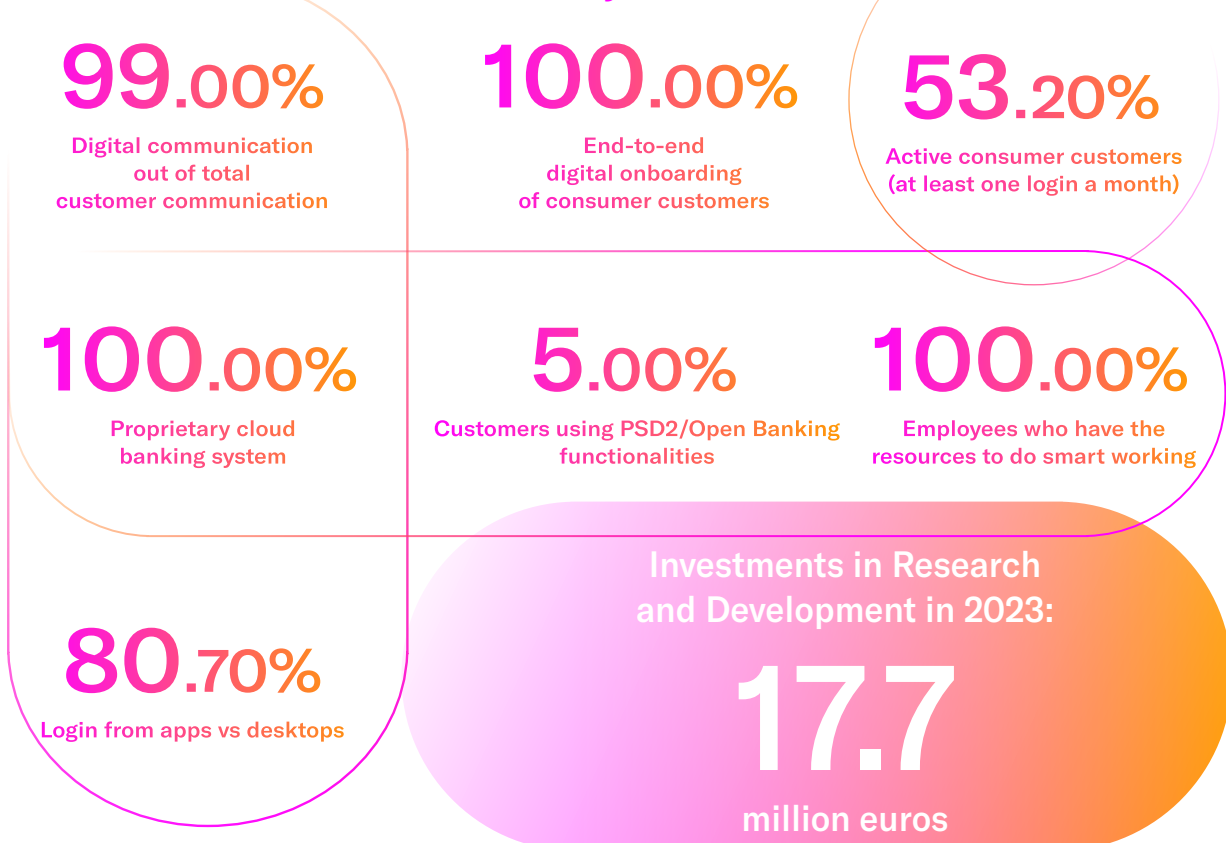 99.00%
Digital communication
out of total
customer communication
100.00%
End-to-end
digital onboarding
of consumer customers
53.20%
Active consumer customers
(at least one login a month)
100.00%
Proprietary cloud
banking system
5.00%
Customers using PSD2/Open Banking
functionalities
100.00%
Employees who have the
resources to do smart working
80.70%
Login from apps vs desktops
Investments in Research
and Development in 2023:
17.7
million euros